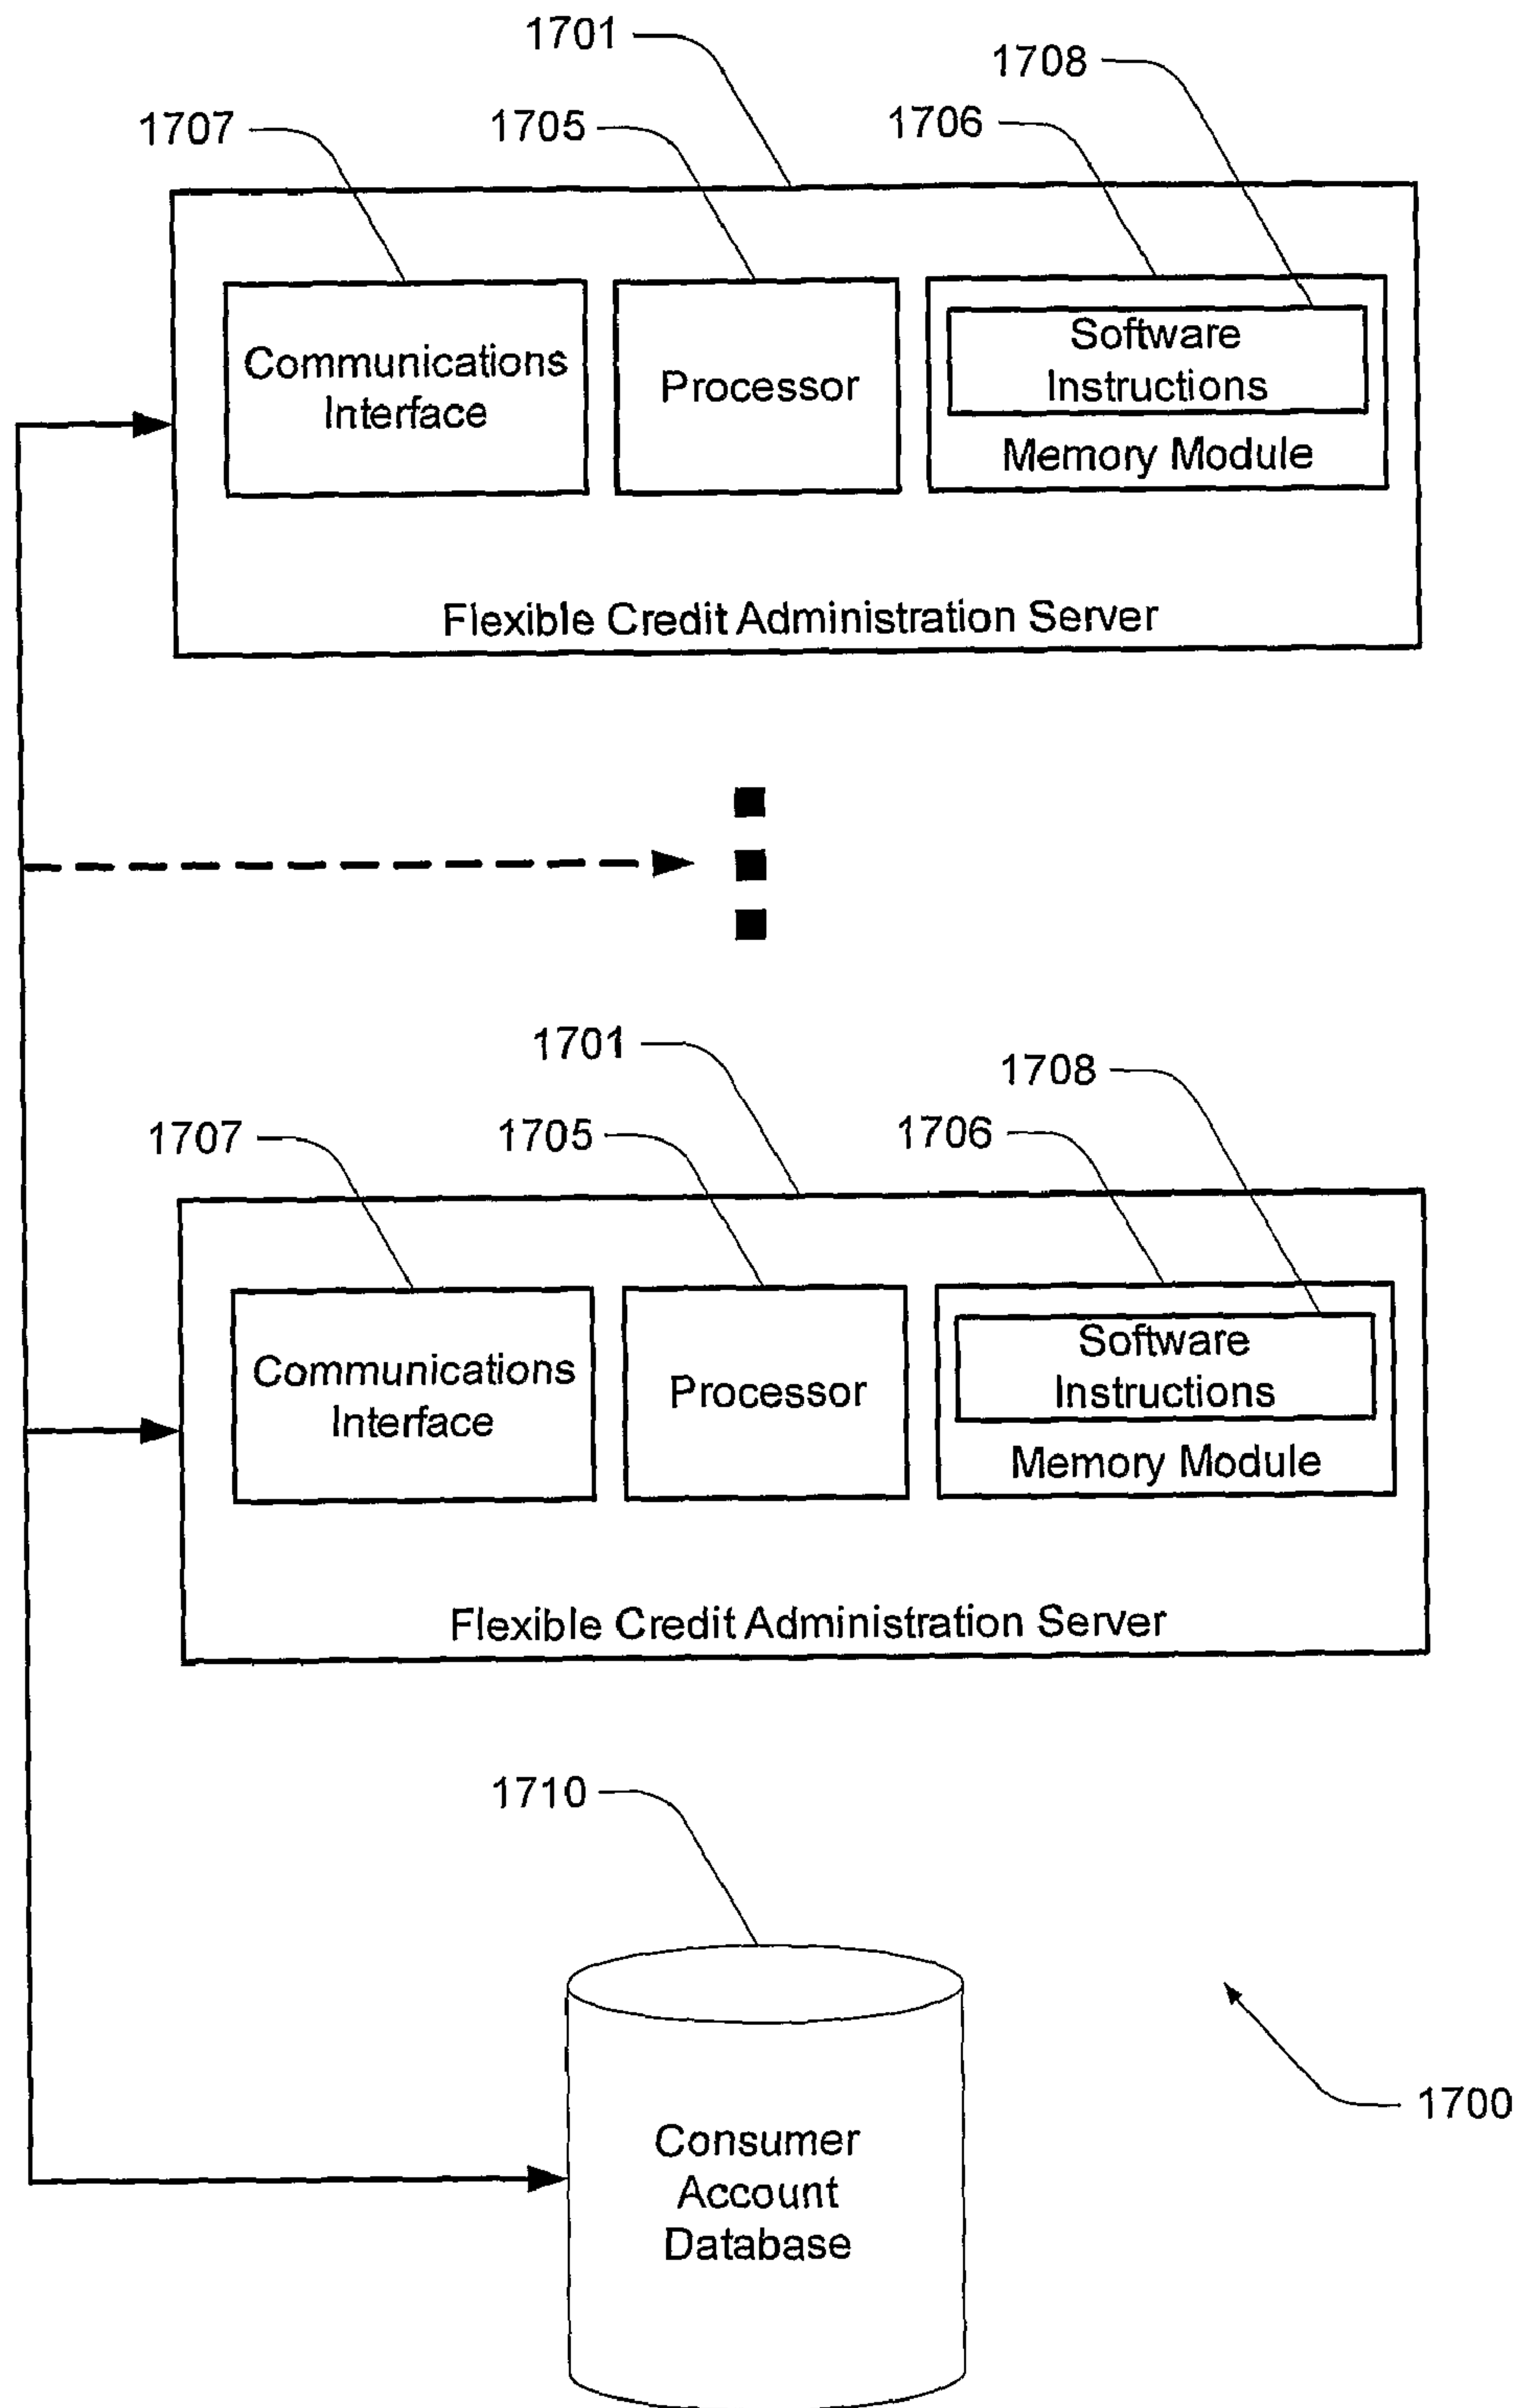 1701
1708
1707
1705
1706
Communications
Interface
Processor
Software
Instructions
Memory Module
Flexible Credit Administration Server
1701
1708
1707
1705
1706
Communications
Interface
Processor
Software
Instructions
Memory Module
Flexible Credit Administration Server
1710
1700
Consumer
Account
Database